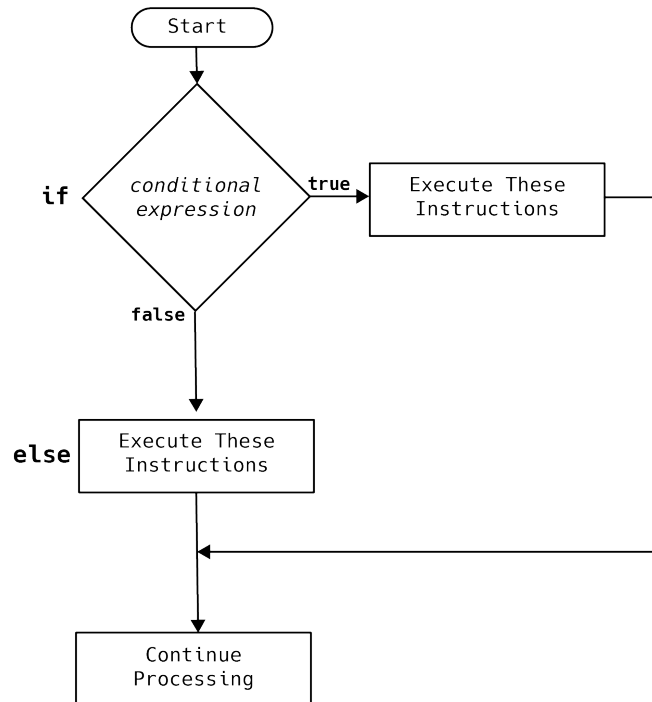 Start
if
conditional
expression
true
Execute These
Instructions
false
else
Execute These
Instructions
Continue
Processing